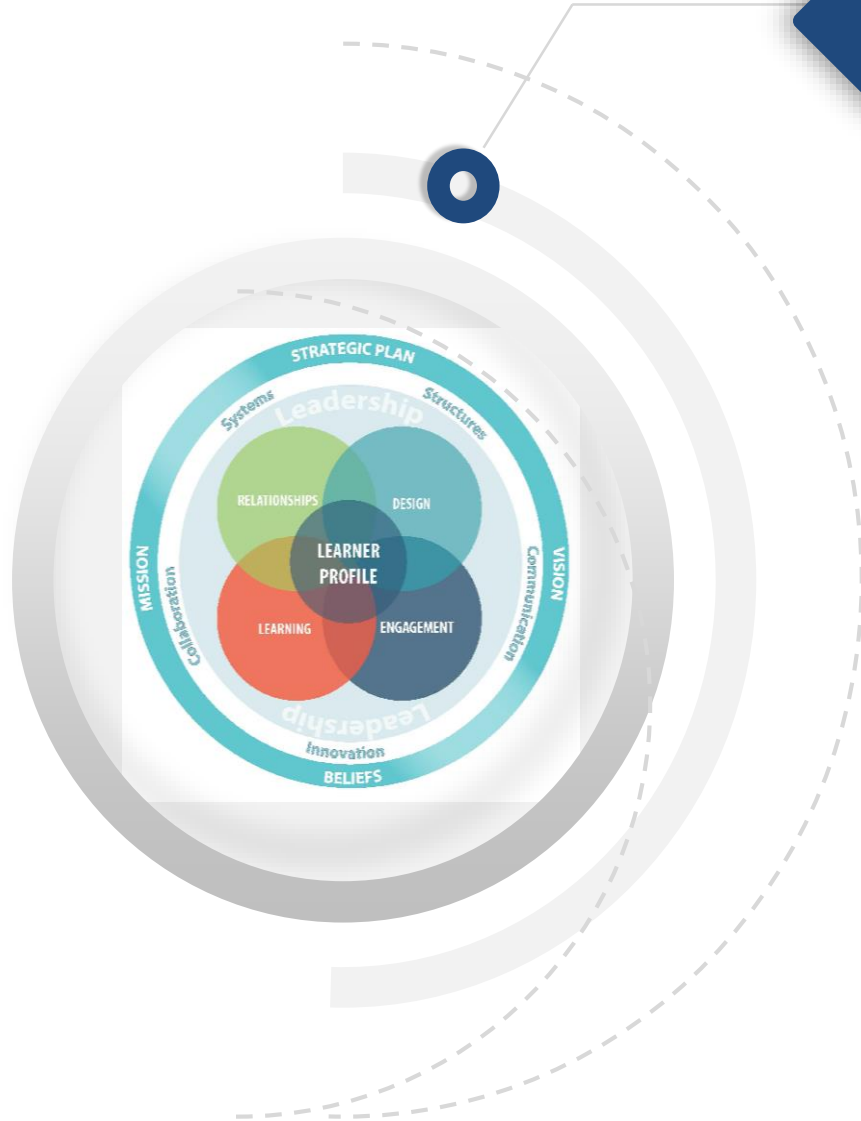 STRATEGIC PLAN
Systems
Structures
Leadership
RELATIONSHIPS
DESIGN
LEARNER
PROFILE
MISSION
VISION
Collaboration
Communication
LEARNING
ENGAGEMENT
Leadership
Innovation
BELIEFS